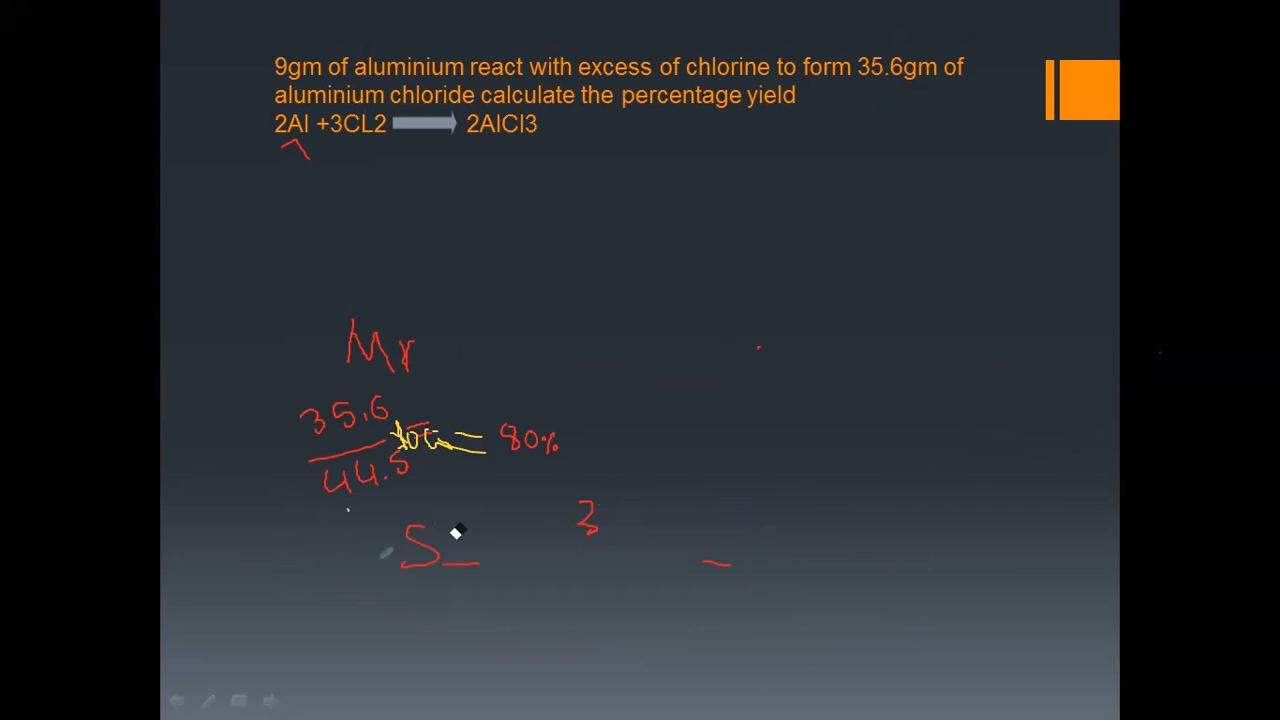 9gm of aluminium react with excess of chlorine to form 35.6gm of
aluminium chloride calculate the percentage yield
2Al +3CL2 2AlCl3
Mr
35.6
100 = 80%
44.5
3
5